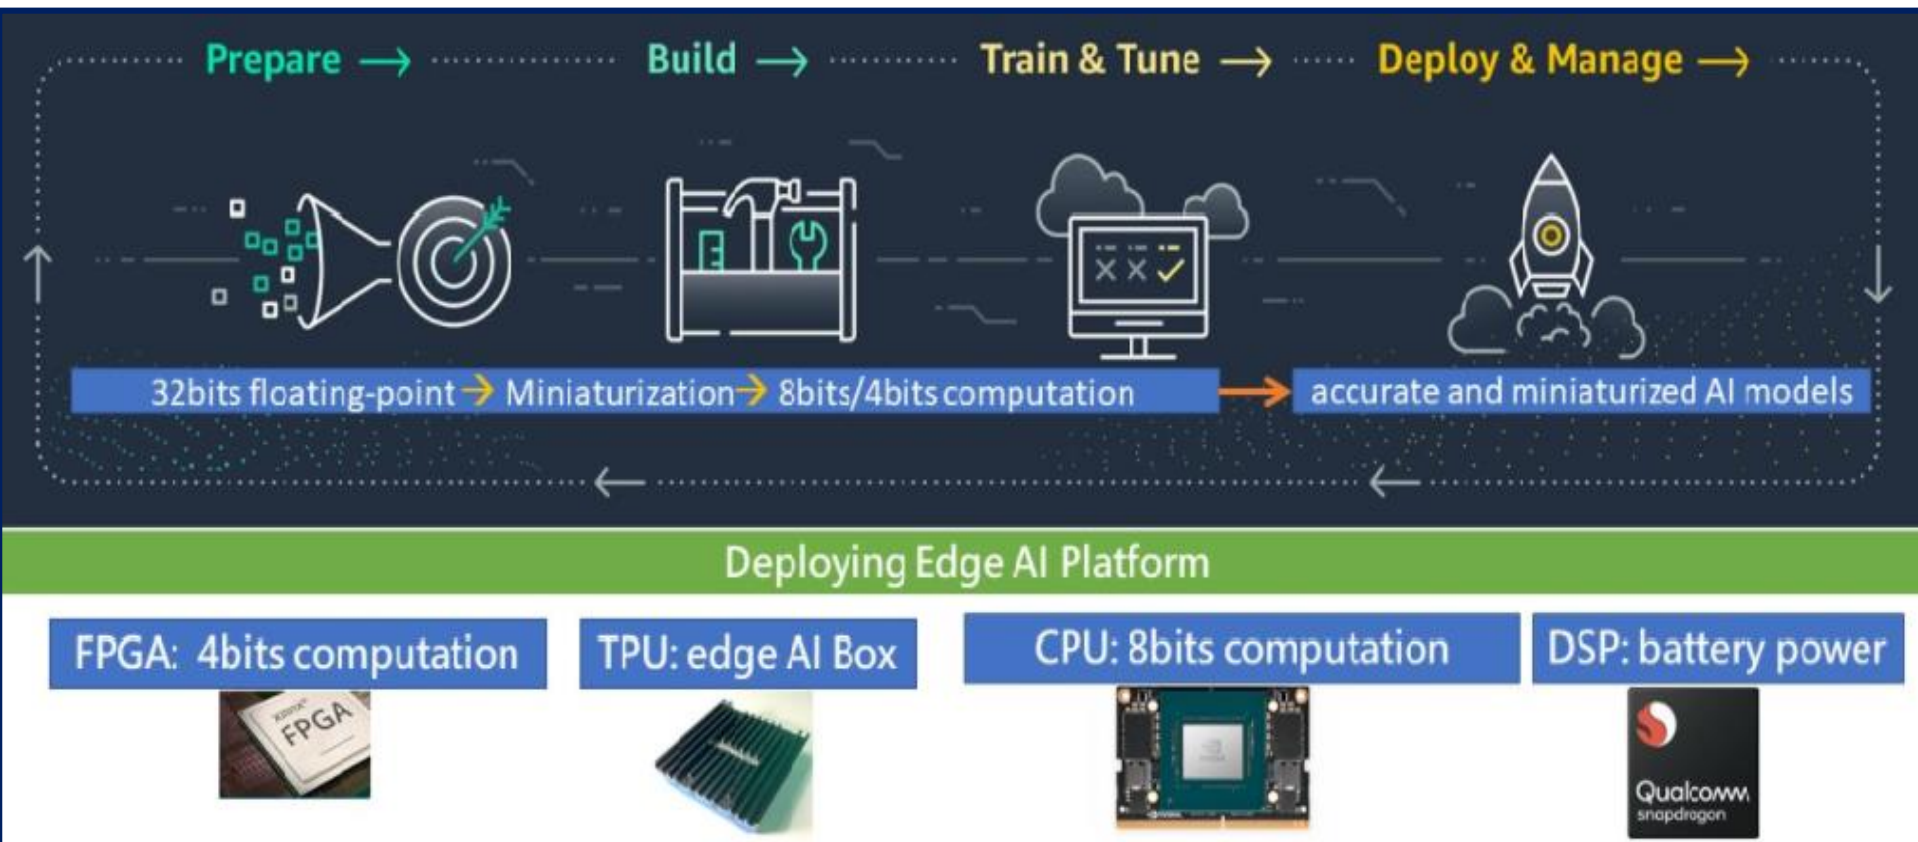 Prepare → Build → Train & Tune → Deploy & Manage →
32bits floating-point → Miniaturization → 8bits/4bits computation → accurate and miniaturized AI models
Deploying Edge AI Platform
FPGA: 4bits computation
TPU: edge AI Box
CPU: 8bits computation
DSP: battery power
XILINX
FPGA
NVIDIA
Qualcomm
snapdragon